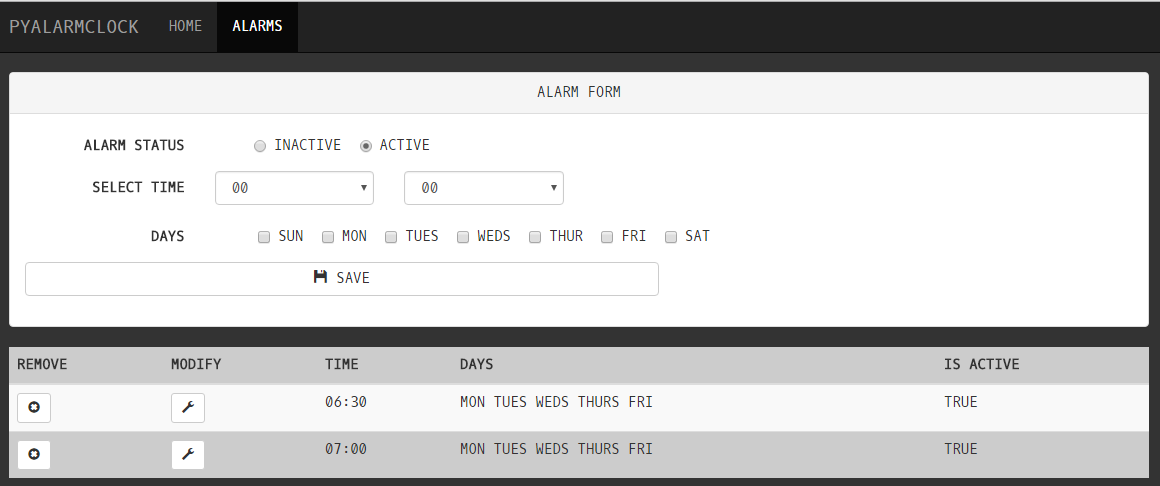 PYALARMCLOCK HOME ALARMS
ALARM FORM
ALARM STATUS INACTIVE ACTIVE
SELECT TIME 00 00
DAYS SUN MON TUES WEDS THUR FRI SAT
SAVE
REMOVE MODIFY TIME DAYS IS ACTIVE
06:30 MON TUES WEDS THURS FRI TRUE
07:00 MON TUES WEDS THURS FRI TRUE